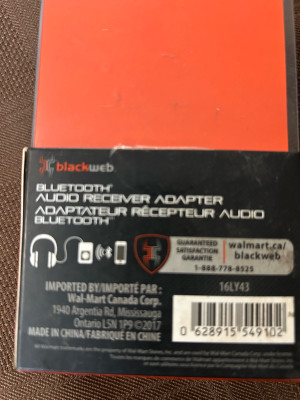 blackweb
BLUETOOTH®
AUDIO RECEIVER ADAPTER
ADAPTATEUR RÉCEPTEUR AUDIO
BLUETOOTH®
GUARANTEED
SATISFACTION
GARANTIE
walmart.ca/
blackweb
1-888-778-8525
IMPORTED BY/IMPORTÉ PAR :
Wal-Mart Canada Corp.
1940 Argentia Rd, Mississauga
Ontario L5N 1P9 ©2017
MADE IN CHINA/FABRIQUÉ EN CHINE
16LY43
0 628915 549102